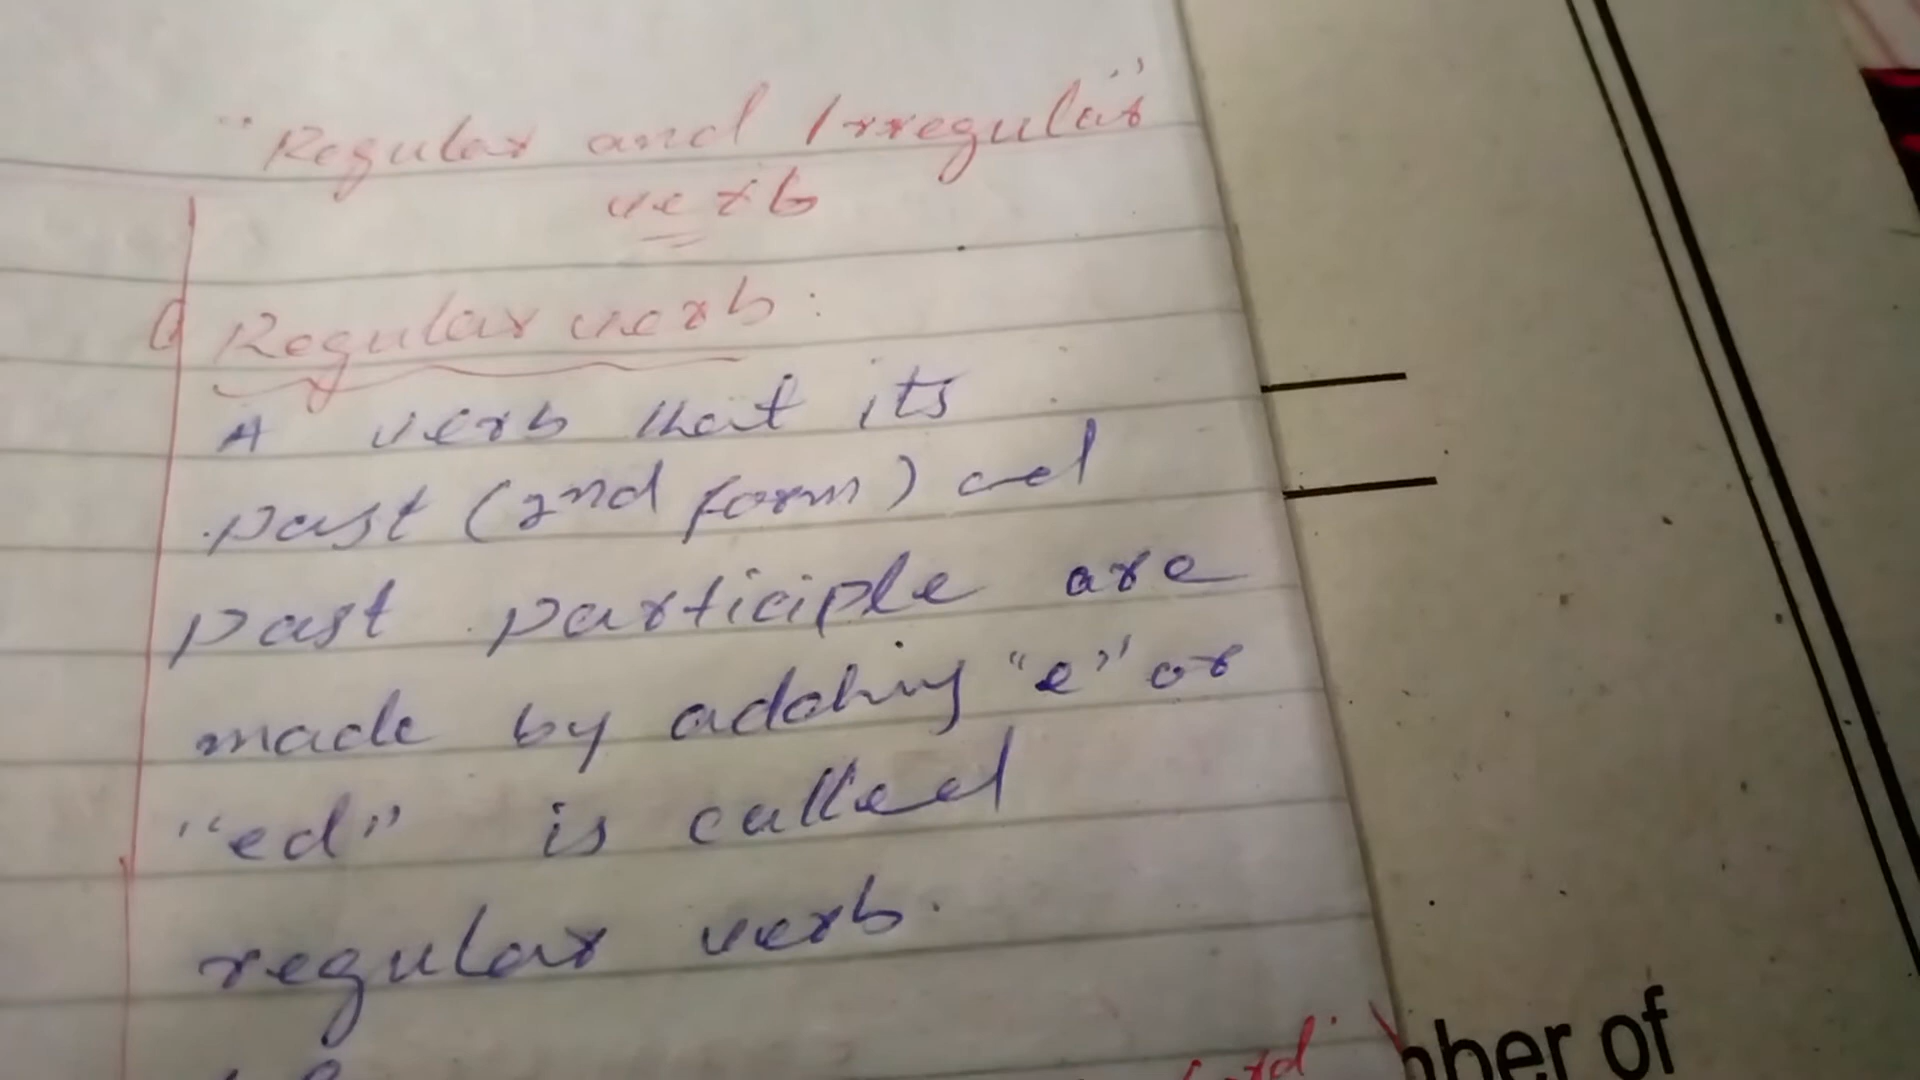 "Regular and Irregular"
verb
Regular verb:
A verb that its
past (2nd form) and
past participle are
made by adding "e" or
"ed" is called
regular verb.
ber of